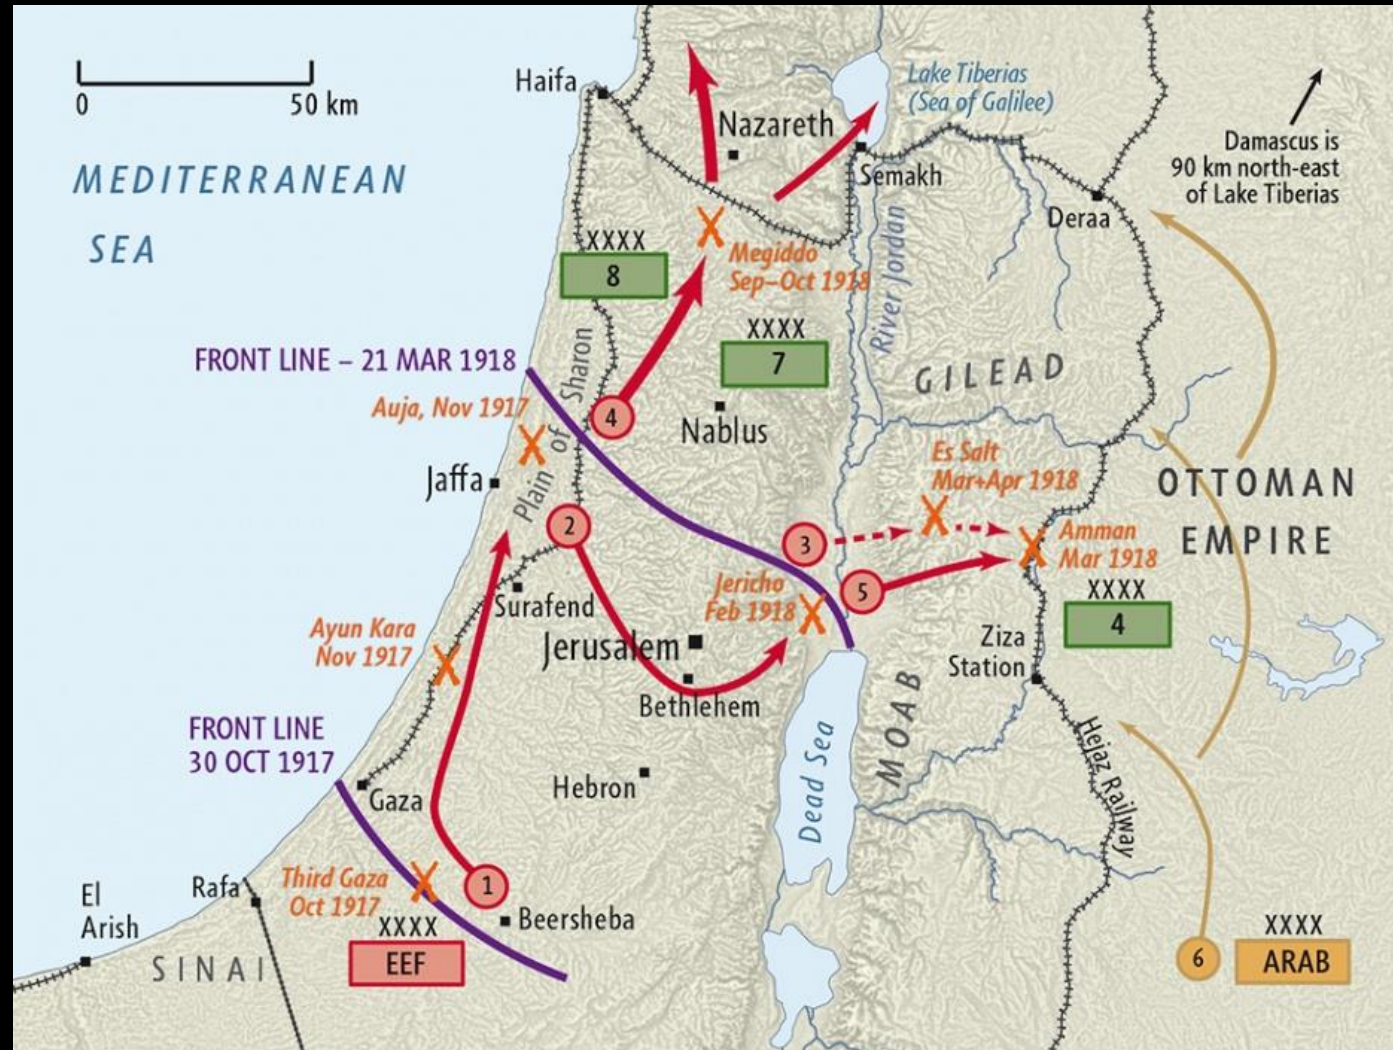 0
50 km
MEDITERRANEAN
SEA
Haifa
Nazareth
Lake Tiberias
(Sea of Galilee)
Damascus is
90 km north-east
of Lake Tiberias
Semakh
Deraa
XXXX
8
Megiddo
Sep–Oct 1918
River Jordan
XXXX
7
FRONT LINE – 21 MAR 1918
Plain of Sharon
GILEAD
Auja, Nov 1917
4
Nablus
Jaffa
Es Salt
Mar+Apr 1918
OTTOMAN
EMPIRE
2
3
Amman
Mar 1918
Jericho
Feb 1918
5
XXXX
4
Surafend
Ayun Kara
Nov 1917
Jerusalem
Ziza
Station
Bethlehem
MOAB
FRONT LINE
30 OCT 1917
Hejaz Railway
Gaza
Hebron
Dead Sea
Third Gaza
Oct 1917
1
El
Arish
Rafa
Beersheba
XXXX
EEF
SINAI
6
XXXX
ARAB